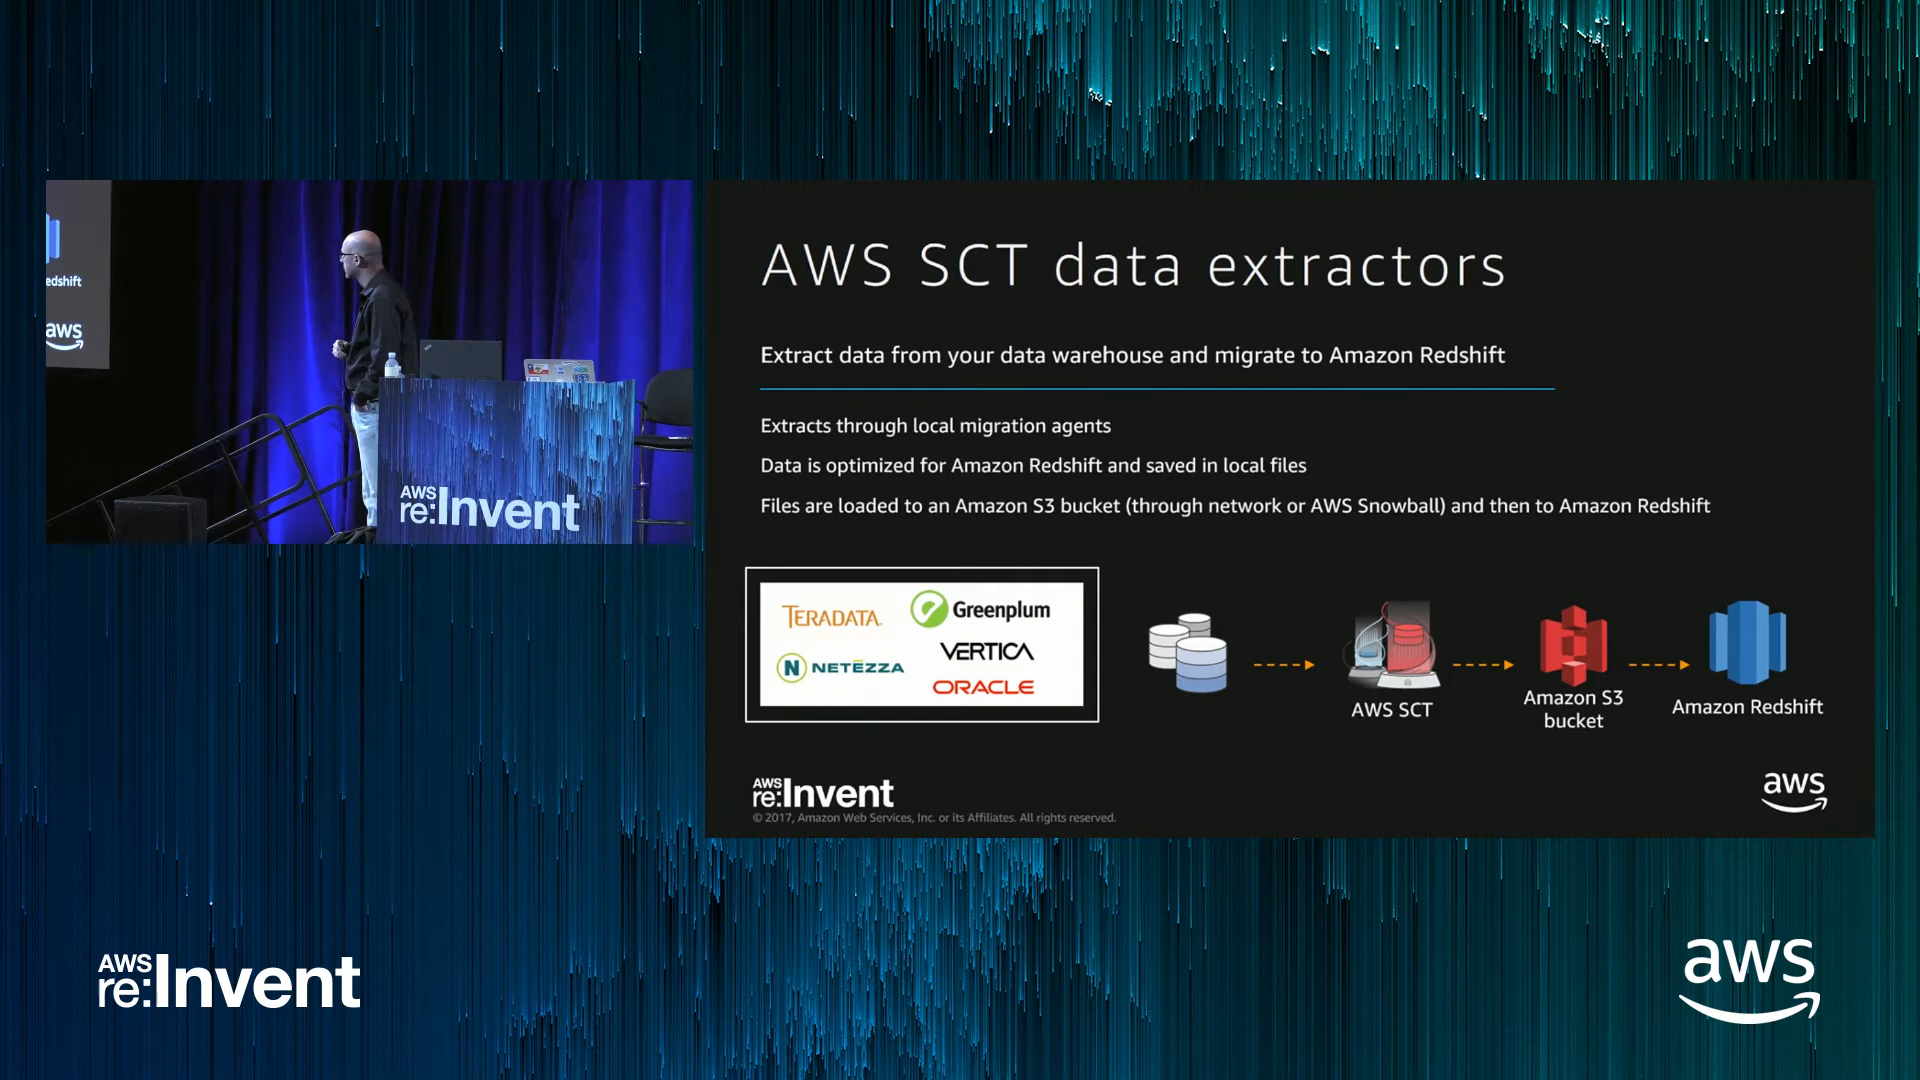 edshift
aws
AWS
re:Invent
AWS SCT data extractors
Extract data from your data warehouse and migrate to Amazon Redshift
Extracts through local migration agents
Data is optimized for Amazon Redshift and saved in local files
Files are loaded to an Amazon S3 bucket (through network or AWS Snowball) and then to Amazon Redshift
TERADATA.
Greenplum
N NETEZZA
VERTICA
ORACLE
AWS SCT
Amazon S3
bucket
Amazon Redshift
AWS
re:Invent
© 2017, Amazon Web Services, Inc. or its Affiliates. All rights reserved.
aws
AWS
re:Invent
aws